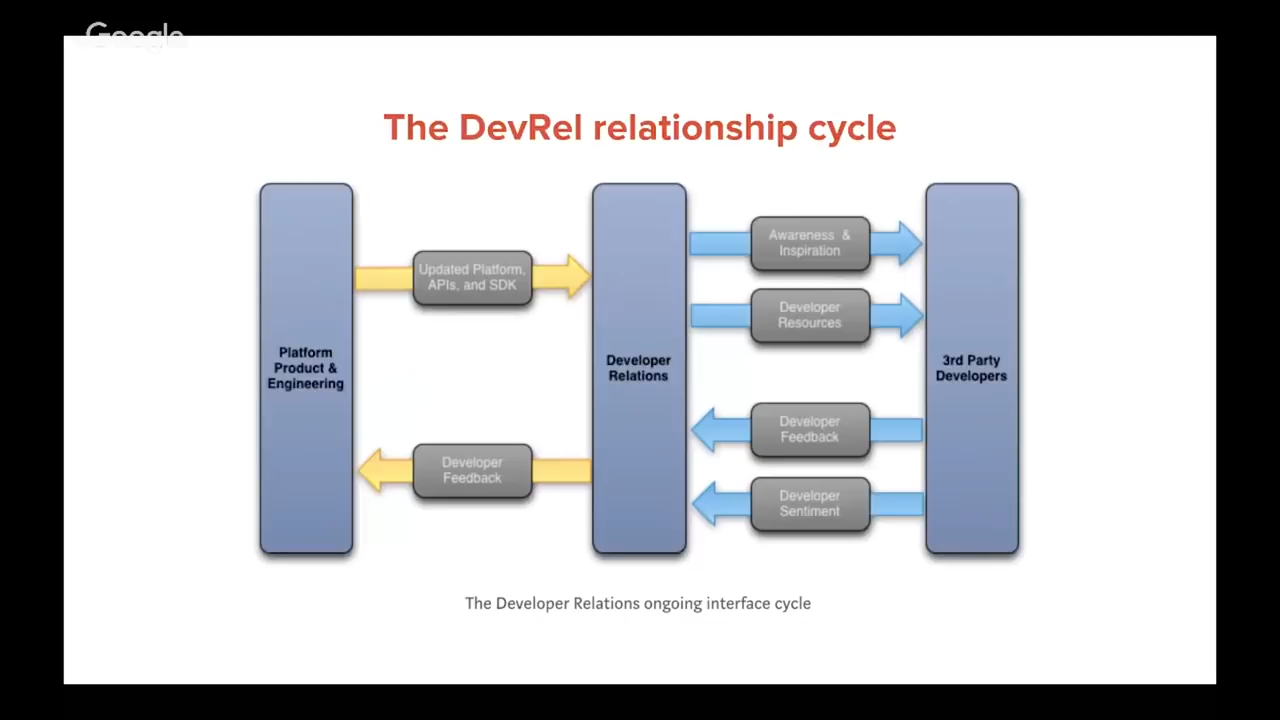 Google
The DevRel relationship cycle
Platform
Product &
Engineering
Updated Platform,
APIs, and SDK
Developer
Feedback
Developer
Relations
Awareness &
Inspiration
Developer
Resources
Developer
Feedback
Developer
Sentiment
3rd Party
Developers
The Developer Relations ongoing interface cycle